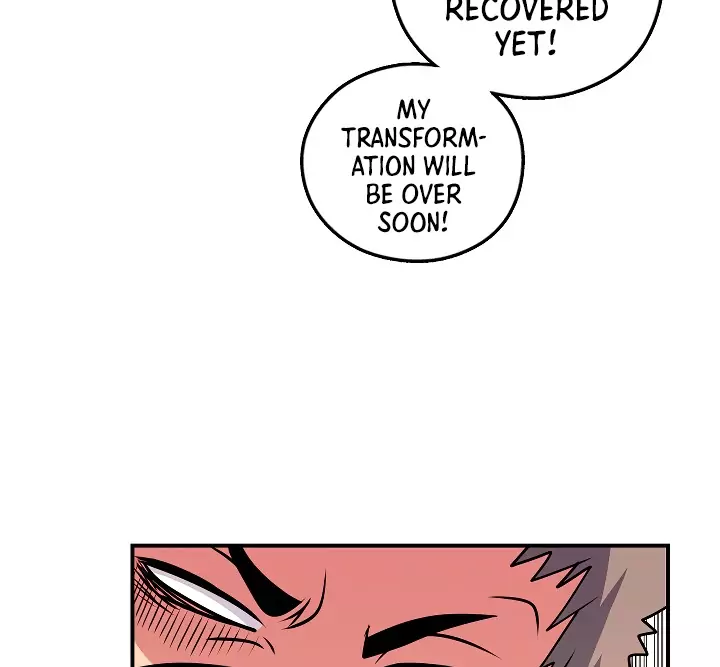 RECOVERED
YET!
MY
TRANSFORM-
ATION WILL
BE OVER
SOON!